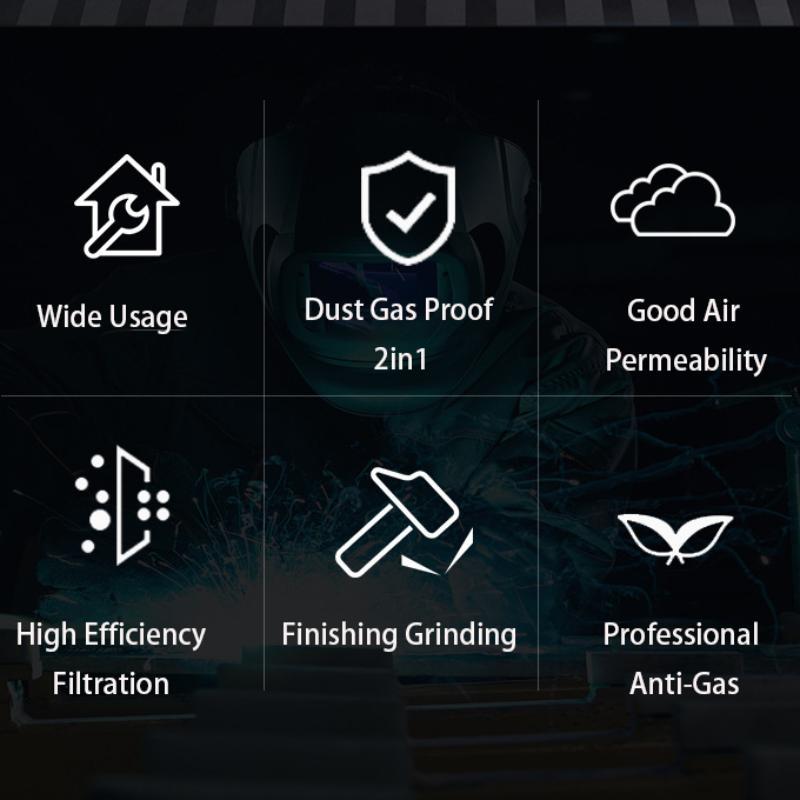 Wide Usage
Dust Gas Proof
2in1
Good Air
Permeability
High Efficiency
Filtration
Finishing Grinding
Professional
Anti-Gas